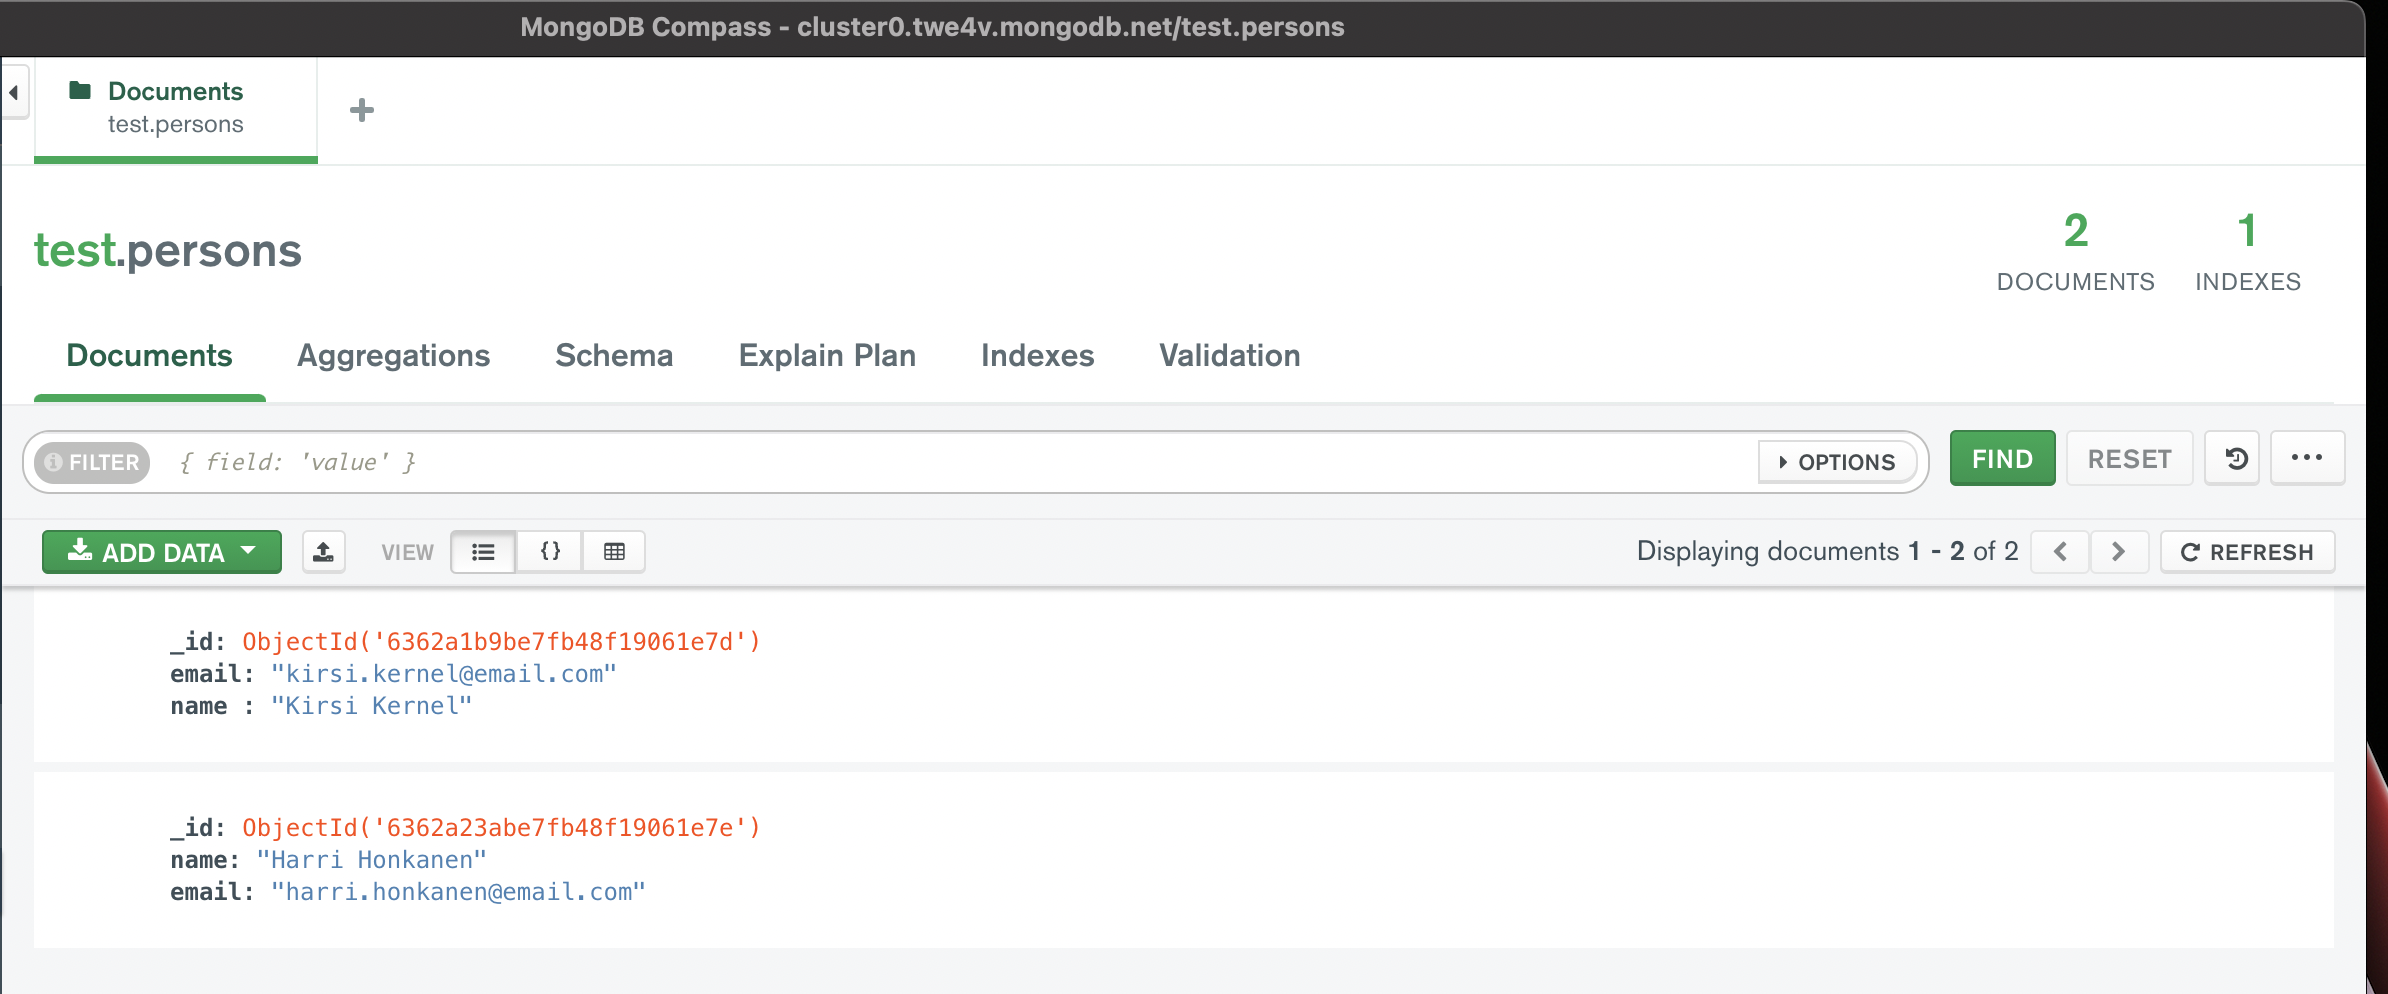 MongoDB Compass - cluster0.twe4v.mongodb.net/test.persons
Documents
test.persons
test.persons
2
DOCUMENTS
1
INDEXES
Documents Aggregations Schema Explain Plan Indexes Validation
FILTER { field: 'value' } OPTIONS FIND RESET
ADD DATA VIEW {} Displaying documents 1 - 2 of 2 REFRESH
_id: ObjectId('6362a1b9be7fb48f19061e7d')
email: "kirsi.kernel@email.com"
name : "Kirsi Kernel"
_id: ObjectId('6362a23abe7fb48f19061e7e')
name: "Harri Honkanen"
email: "harri.honkanen@email.com"